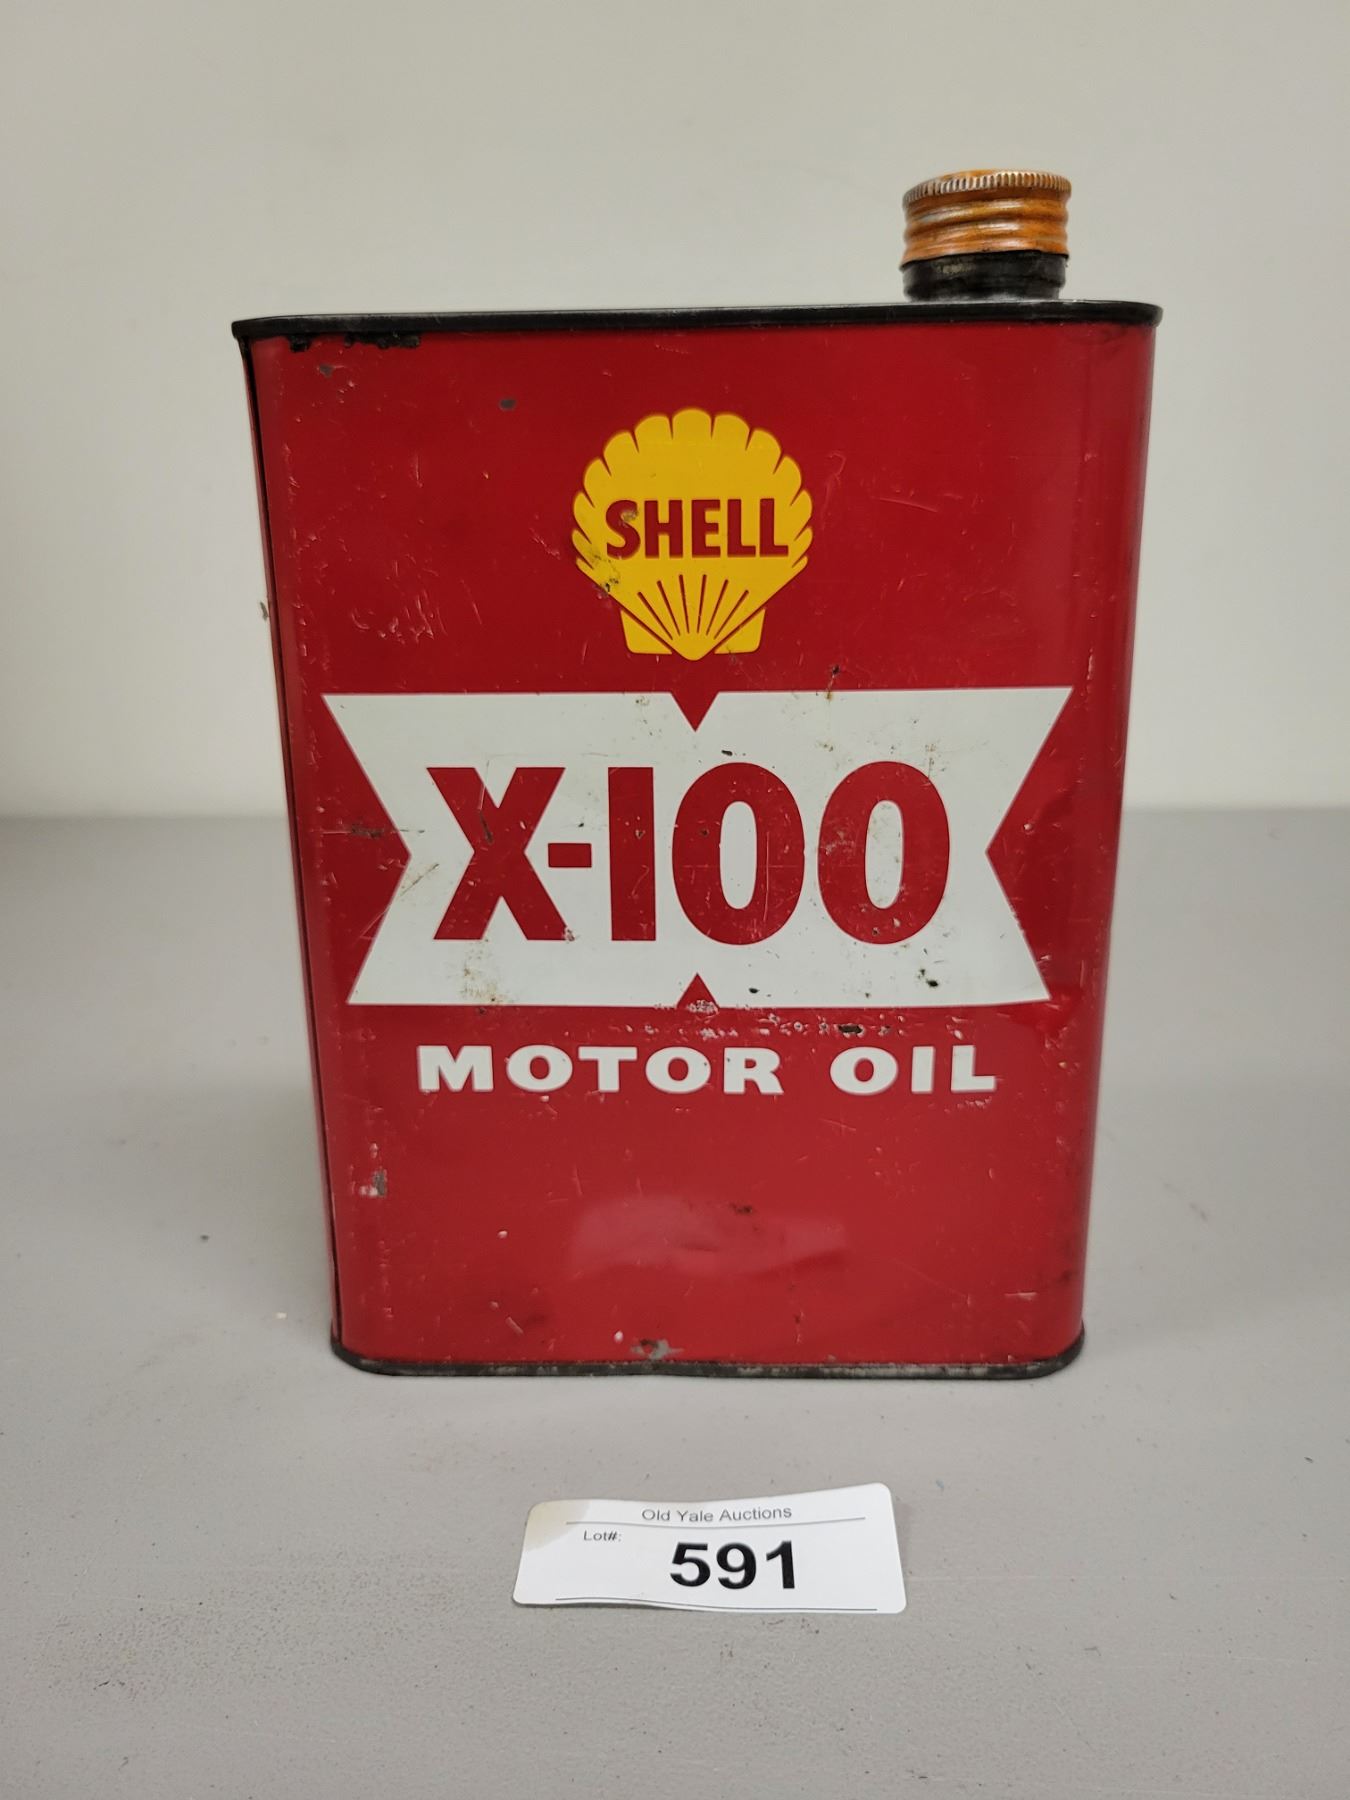 SHELL
X-100
MOTOR OIL
Old Yale Auctions
Lot#:
591